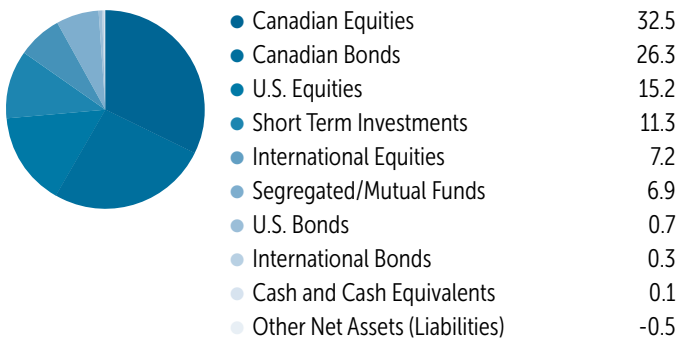 Canadian Equities 32.5
Canadian Bonds 26.3
U.S. Equities 15.2
Short Term Investments 11.3
International Equities 7.2
Segregated/Mutual Funds 6.9
U.S. Bonds 0.7
International Bonds 0.3
Cash and Cash Equivalents 0.1
Other Net Assets (Liabilities) -0.5